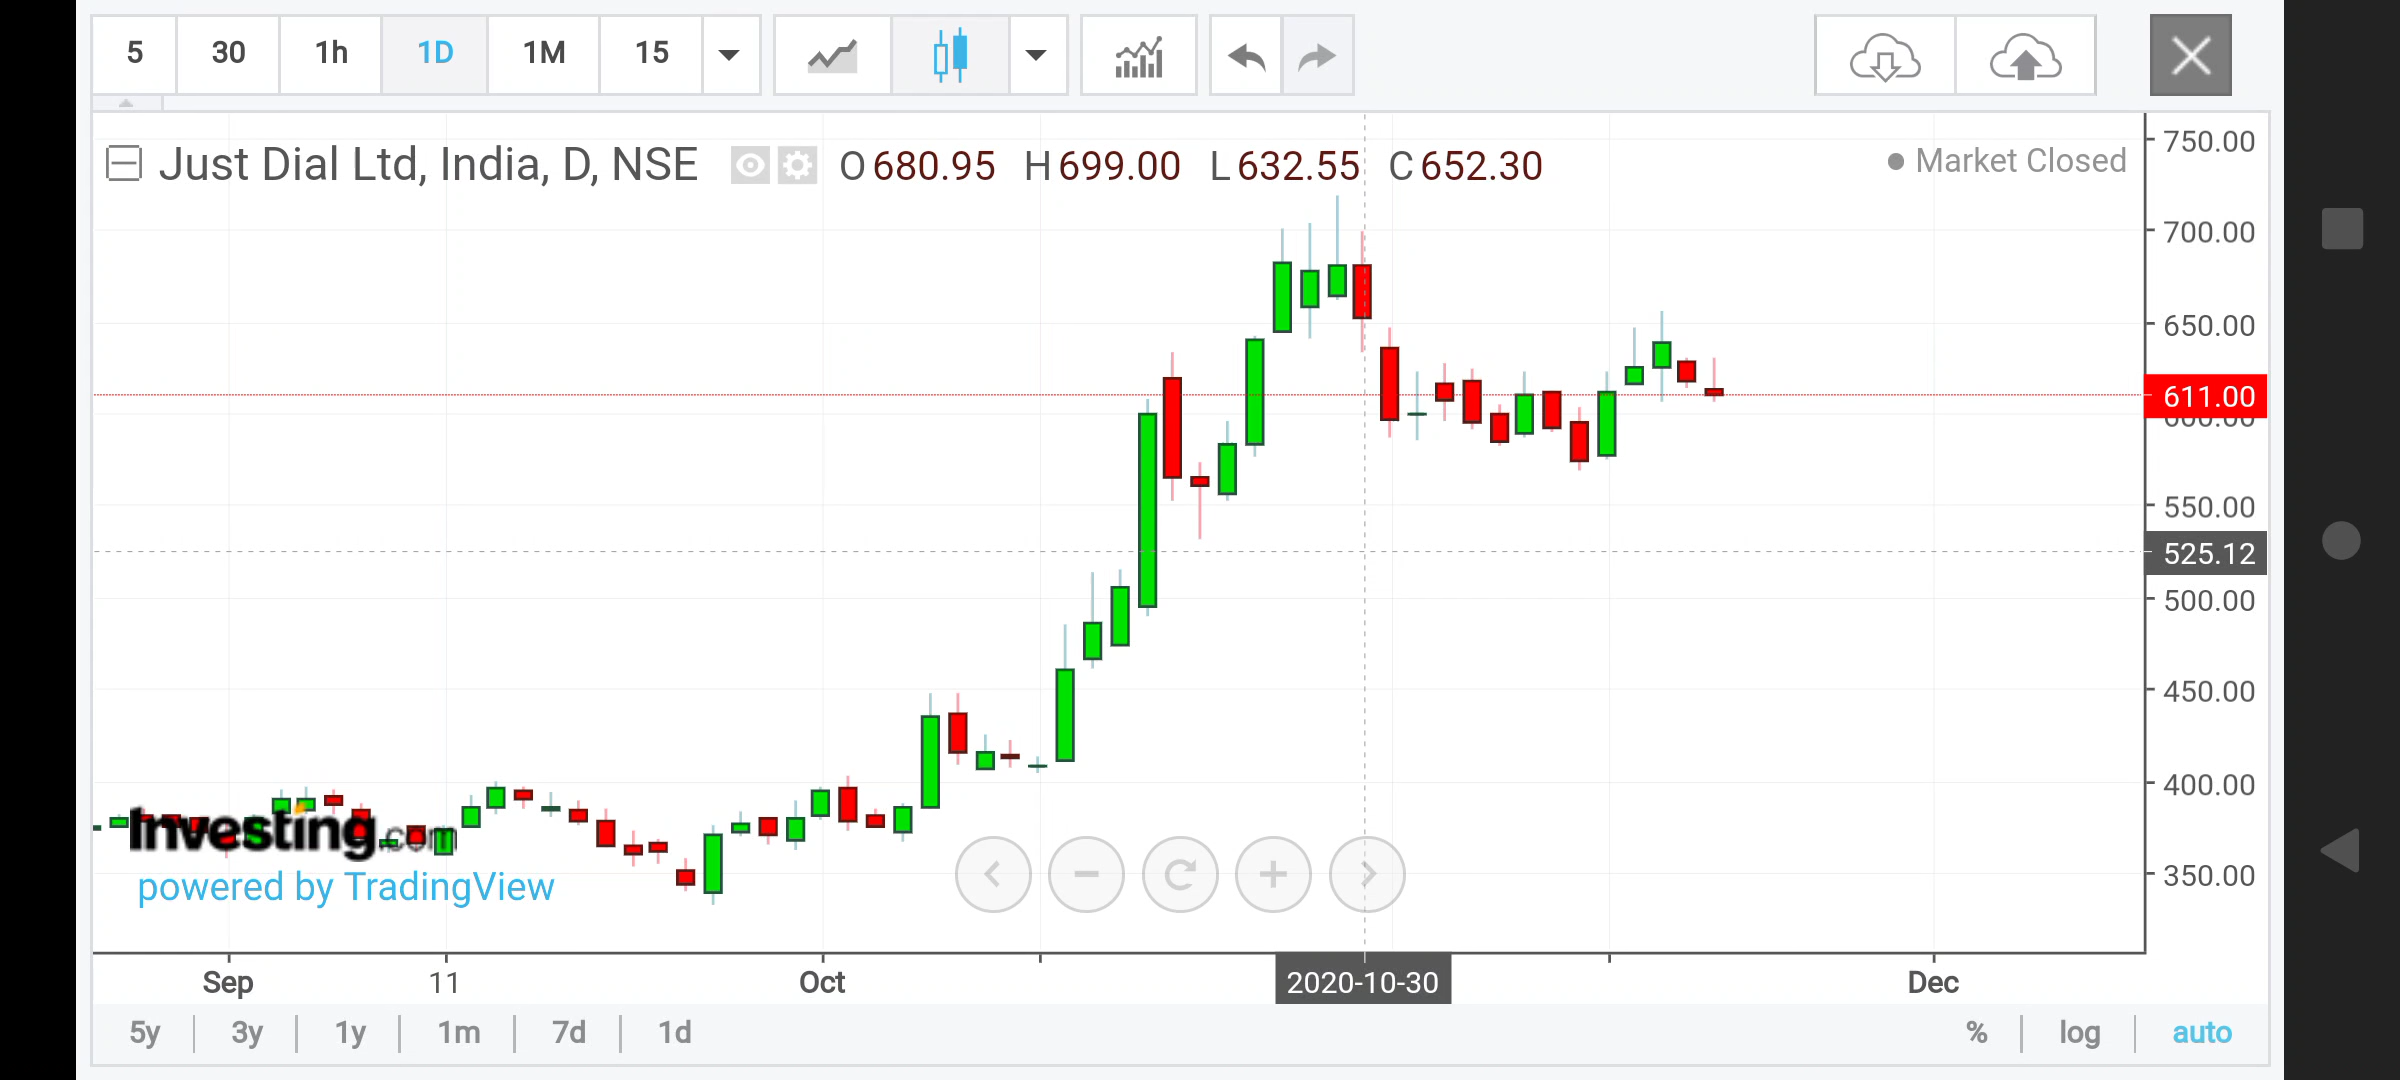 5 30 1h 1D 1M 15
Just Dial Ltd, India, D, NSE O 680.95 H 699.00 L 632.55 C 652.30
Market Closed
750.00
700.00
650.00
611.00
600.00
550.00
525.12
500.00
450.00
400.00
350.00
Investing.com
powered by TradingView
Sep 11 Oct 2020-10-30 Dec
5y 3y 1y 1m 7d 1d % log auto